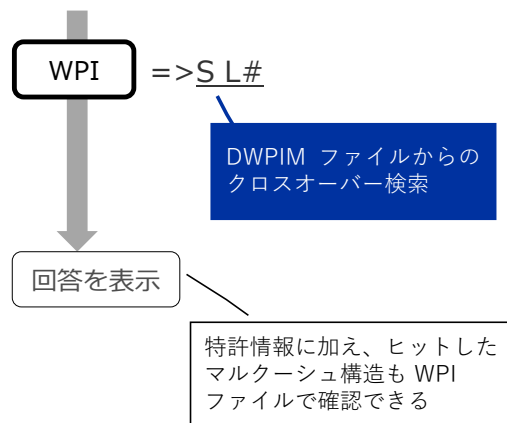 WPI =>S L#
DWPIM ファイルからの
クロスオーバー検索
回答を表示
特許情報に加え、ヒットした
マルクーシュ構造も WPI
ファイルで確認できる